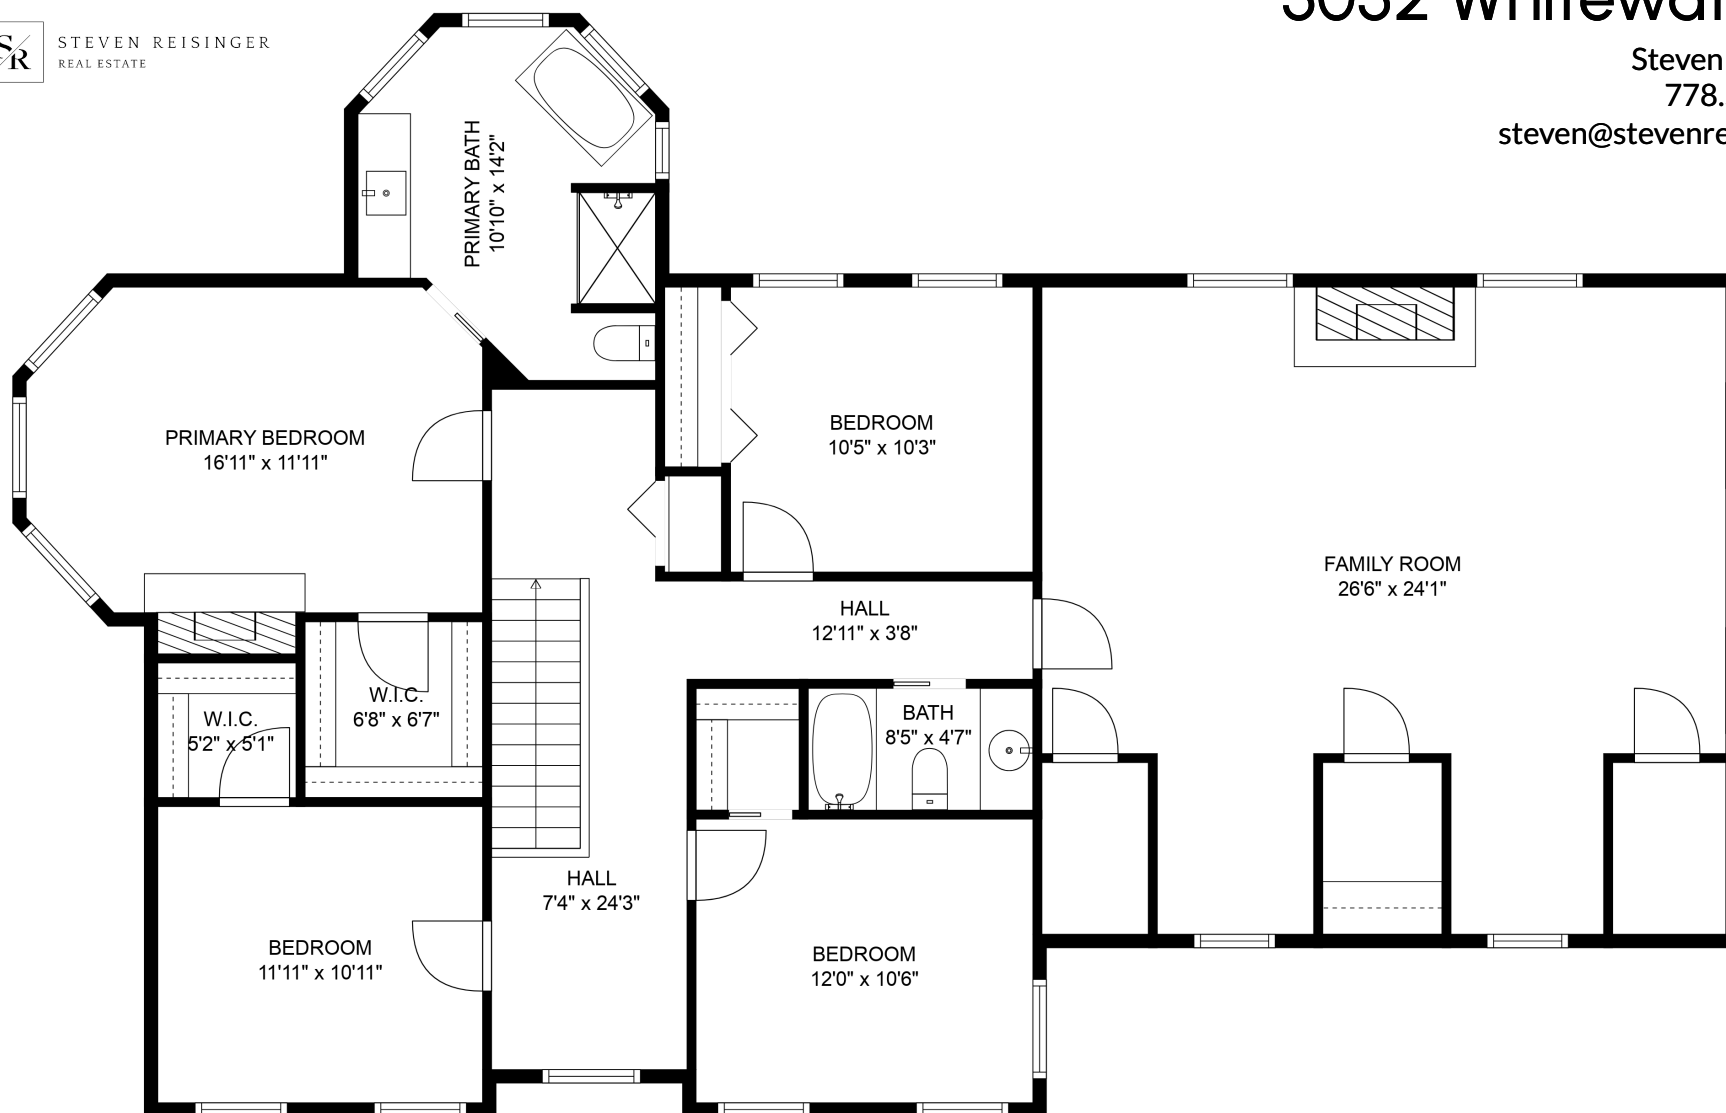 STEVEN REISINGER
REAL ESTATE
Steven
778.
PRIMARY BATH
10'10" x 14'2"
PRIMARY BEDROOM
16'11" x 11'11"
BEDROOM
10'5" x 10'3"
FAMILY ROOM
26'6" x 24'1"
HALL
12'11" x 3'8"
W.I.C.
6'8" x 6'7"
W.I.C.
5'2" x 5'1"
BATH
8'5" x 4'7"
HALL
7'4" x 24'3"
BEDROOM
11'11" x 10'11"
BEDROOM
12'0" x 10'6"